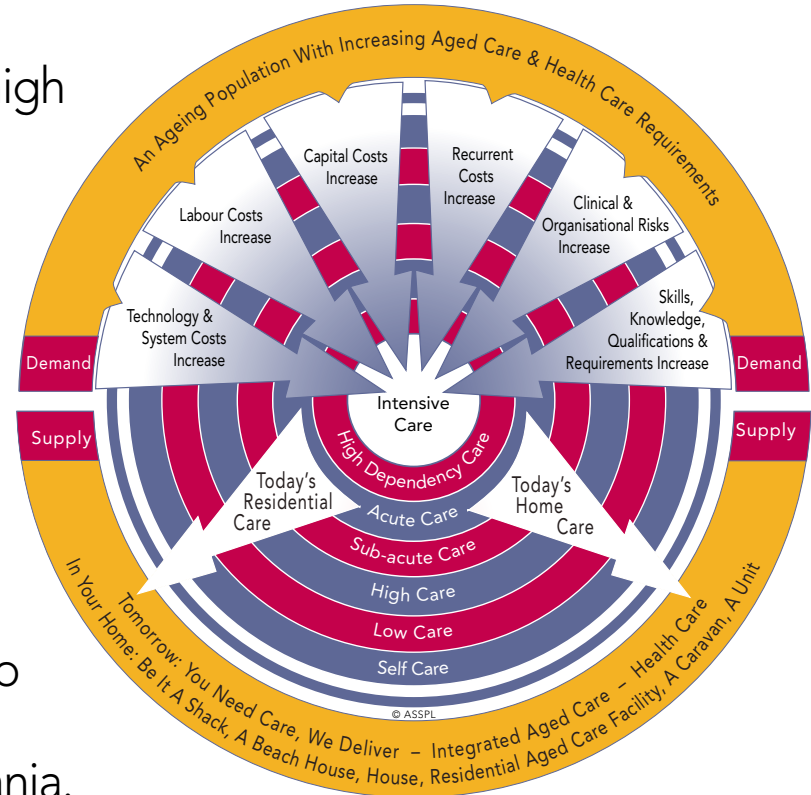 igh
An Ageing Population With Increasing Aged Care & Health Care Requirements
Capital Costs
Increase
Recurrent
Costs
Increase
Labour Costs
Increase
Clinical &
Organisational Risks
Increase
Technology &
System Costs
Increase
Skills,
Knowledge,
Qualifications &
Requirements Increase
Demand
Demand
Supply
Supply
Intensive
Care
High Dependency Care
Today's
Residential
Care
Today's
Home
Care
Acute Care
Sub-acute Care
High Care
Low Care
Self Care
© ASSPL
Tomorrow: You Need Care, We Deliver – Integrated Aged Care – Health Care
In Your Home: Be It A Shack, A Beach House, House, Residential Aged Care Facility, A Caravan, A Unit
o
nia.